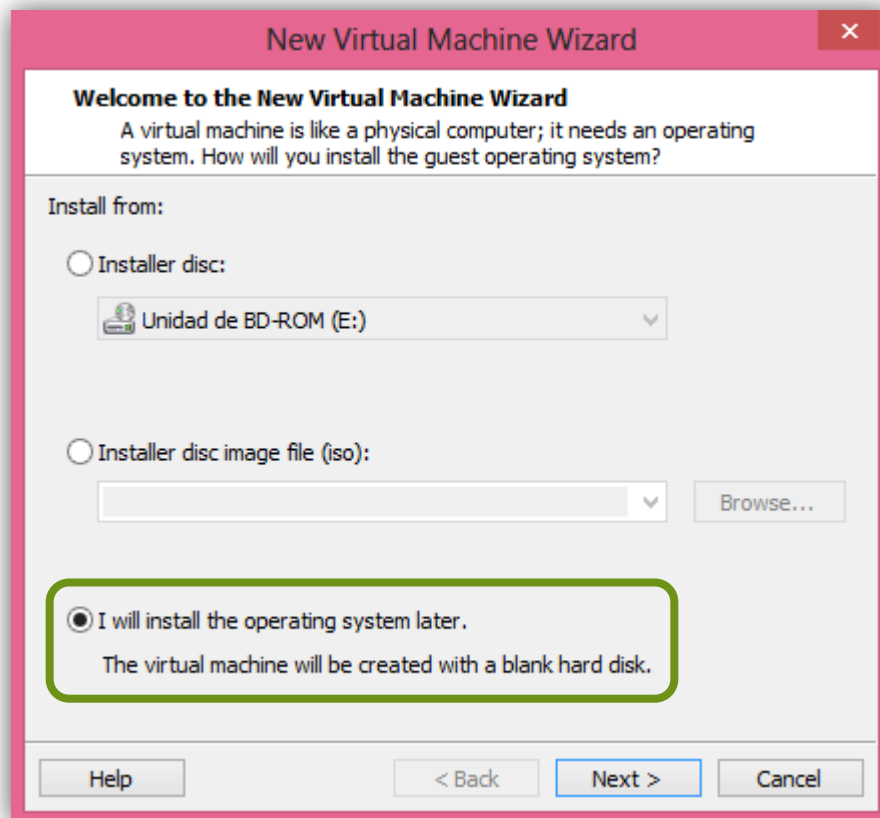 New Virtual Machine Wizard
Welcome to the New Virtual Machine Wizard
A virtual machine is like a physical computer; it needs an operating
system. How will you install the guest operating system?
Install from:
Installer disc:
Unidad de BD-ROM (E:)
Installer disc image file (iso):
Browse...
I will install the operating system later.
The virtual machine will be created with a blank hard disk.
Help
< Back
Next >
Cancel